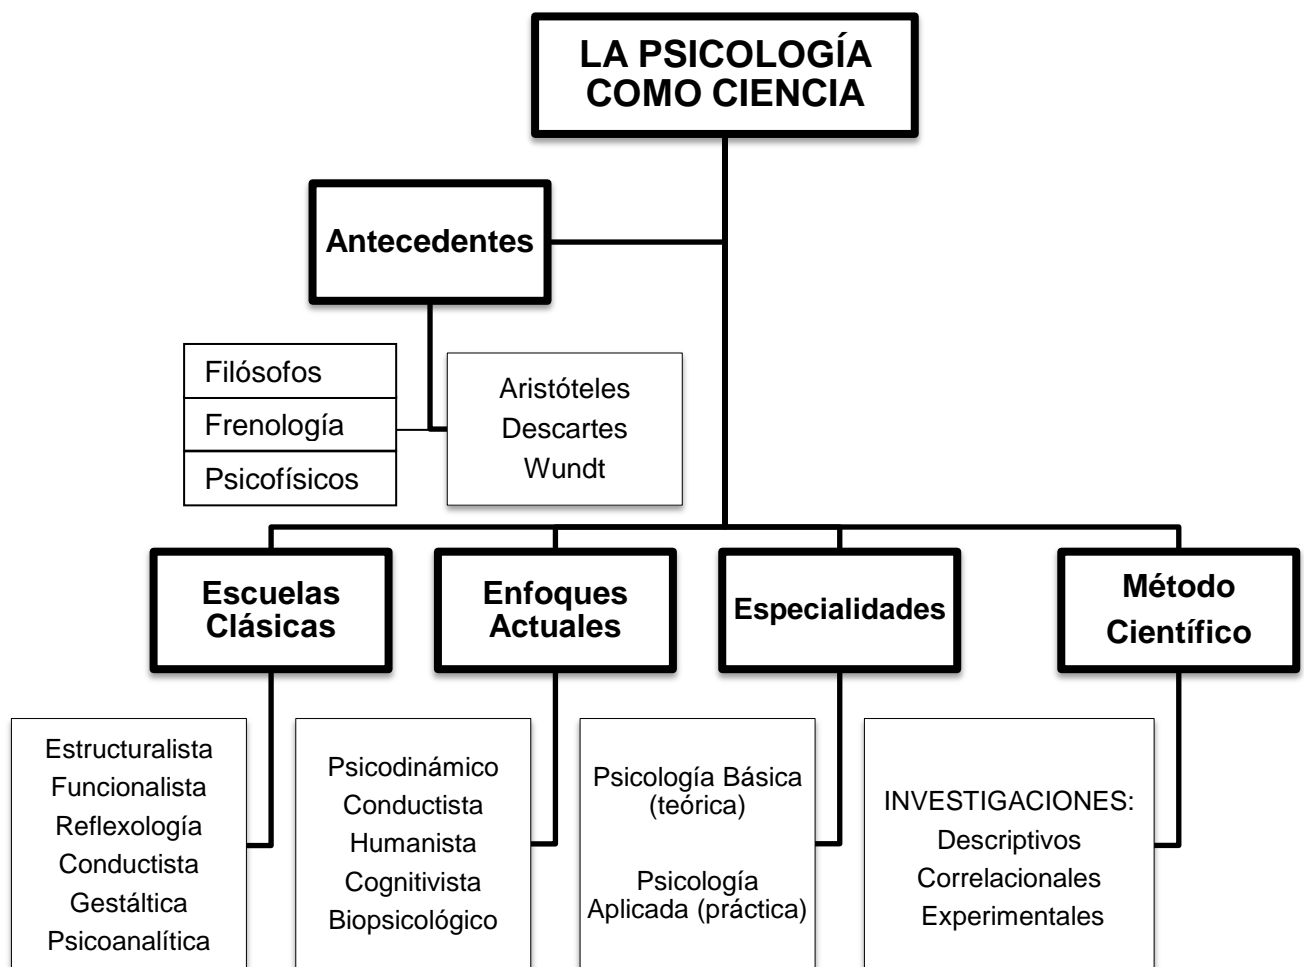 LA PSICOLOGÍA
COMO CIENCIA
Antecedentes
Filósofos
Frenología
Psicofísicos
Aristóteles
Descartes
Wundt
Escuelas
Clásicas
Enfoques
Actuales
Especialidades
Método
Científico
Estructuralista
Funcionalista
Reflexología
Conductista
Gestáltica
Psicoanalítica
Psicodinámico
Conductista
Humanista
Cognitivista
Biopsicológico
Psicología Básica
(teórica)
Psicología
Aplicada (práctica)
INVESTIGACIONES:
Descriptivos
Correlacionales
Experimentales